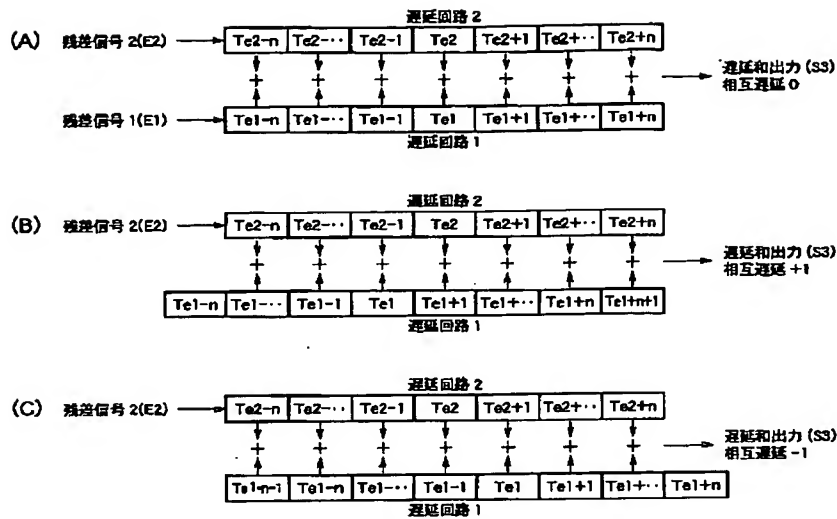 遅延回路 2
(A) 残差信号 2(E2) Te2-n Te2-·· Te2-1 Te2 Te2+1 Te2+·· Te2+n
+ + + + + + +
遅延和出力 (S3)
相互遅延 0
残差信号 1(E1) Te1-n Te1-·· Te1-1 Te1 Te1+1 Te1+·· Te1+n
遅延回路 1
遅延回路 2
(B) 残差信号 2(E2) Te2-n Te2-·· Te2-1 Te2 Te2+1 Te2+·· Te2+n
+ + + + + + +
遅延和出力 (S3)
相互遅延 +1
Te1-n Te1-·· Te1-1 Te1 Te1+1 Te1+·· Te1+n Te1+n+1
遅延回路 1
遅延回路 2
(C) 残差信号 2(E2) Te2-n Te2-·· Te2-1 Te2 Te2+1 Te2+·· Te2+n
+ + + + + + +
遅延和出力 (S3)
相互遅延 -1
Te1-n-1 Te1-n Te1-·· Te1-1 Te1 Te1+1 Te1+·· Te1+n
遅延回路 1